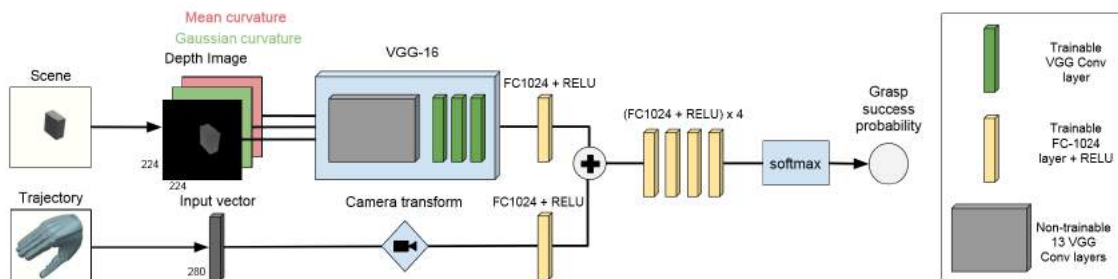 Mean curvature
Gaussian curvature
Depth Image
Scene
224
224
VGG-16
FC1024 + RELU
(FC1024 + RELU) x 4
softmax
Grasp
success
probability
Trajectory
Input vector
280
Camera transform
FC1024 + RELU
Trainable
VGG Conv
layer
Trainable
FC-1024
layer + RELU
Non-trainable
13 VGG
Conv layers